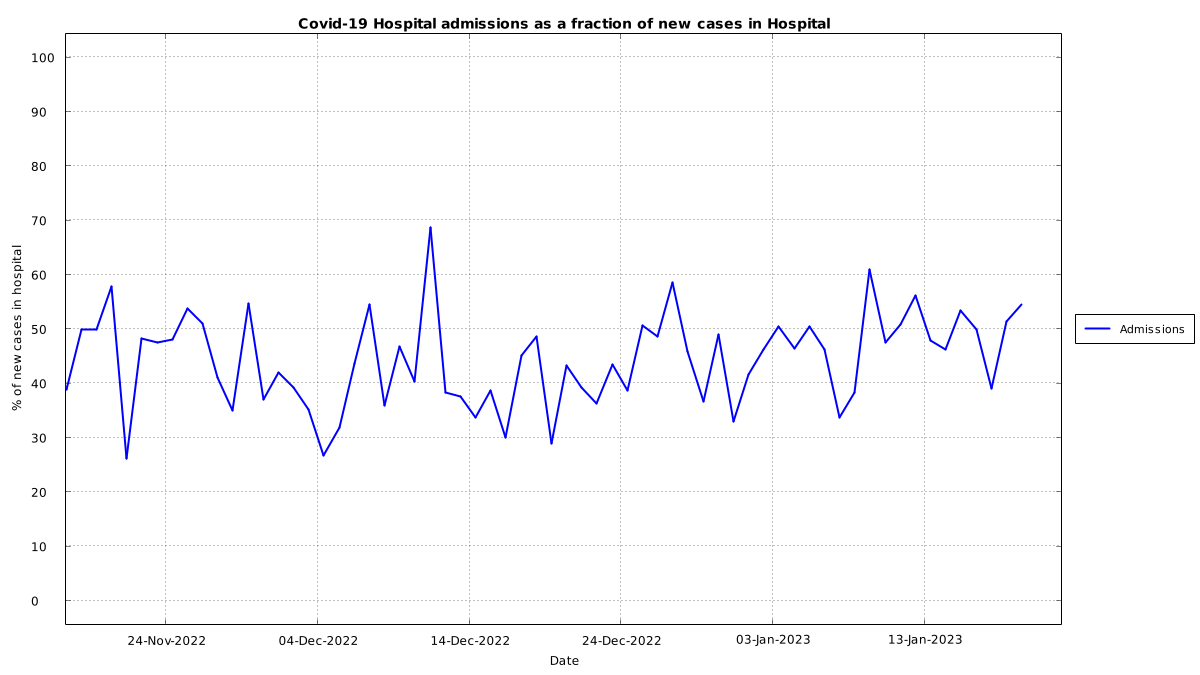 Covid-19 Hospital admissions as a fraction of new cases in Hospital
100
90
80
70
60
50
40
30
20
10
0
% of new cases in hospital
24-Nov-2022 04-Dec-2022 14-Dec-2022 24-Dec-2022 03-Jan-2023 13-Jan-2023
Date
Admissions